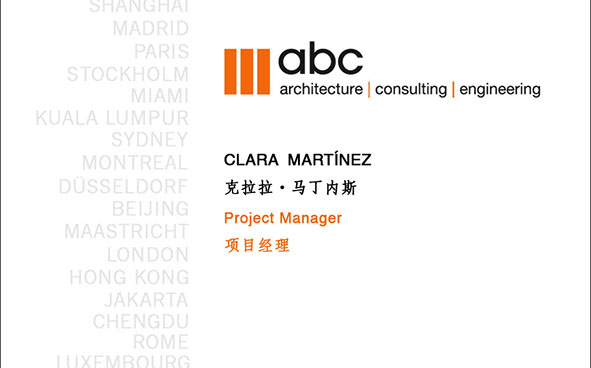 SHANGHAI
MADRID
PARIS
STOCKHOLM
MIAMI
KUALA LUMPUR
SYDNEY
MONTREAL
DÜSSELDORF
BEIJING
MAASTRICHT
LONDON
HONG KONG
JAKARTA
CHENGDU
ROME
LUXEMBOURG
abc
architecture | consulting | engineering
CLARA MARTÍNEZ
克拉拉·马丁内斯
Project Manager
项目经理